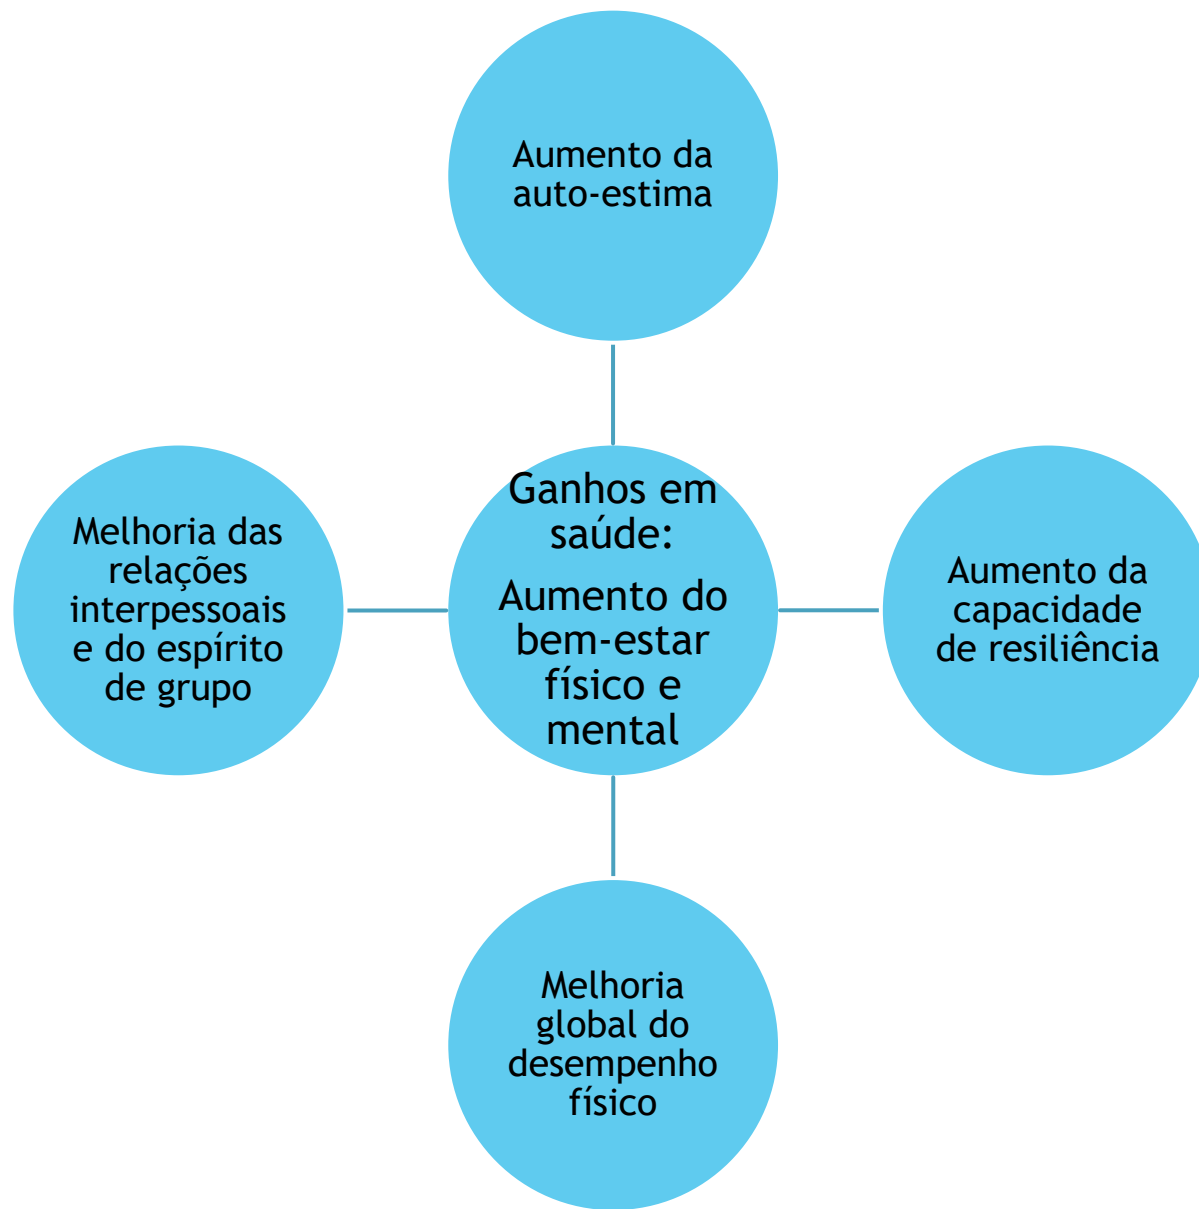 Aumento da
auto-estima
Ganhos em
saúde:
Aumento do
bem-estar
físico e
mental
Melhoria das
relações
interpessoais
e do espírito
de grupo
Aumento da
capacidade
de resiliência
Melhoria
global do
desempenho
físico